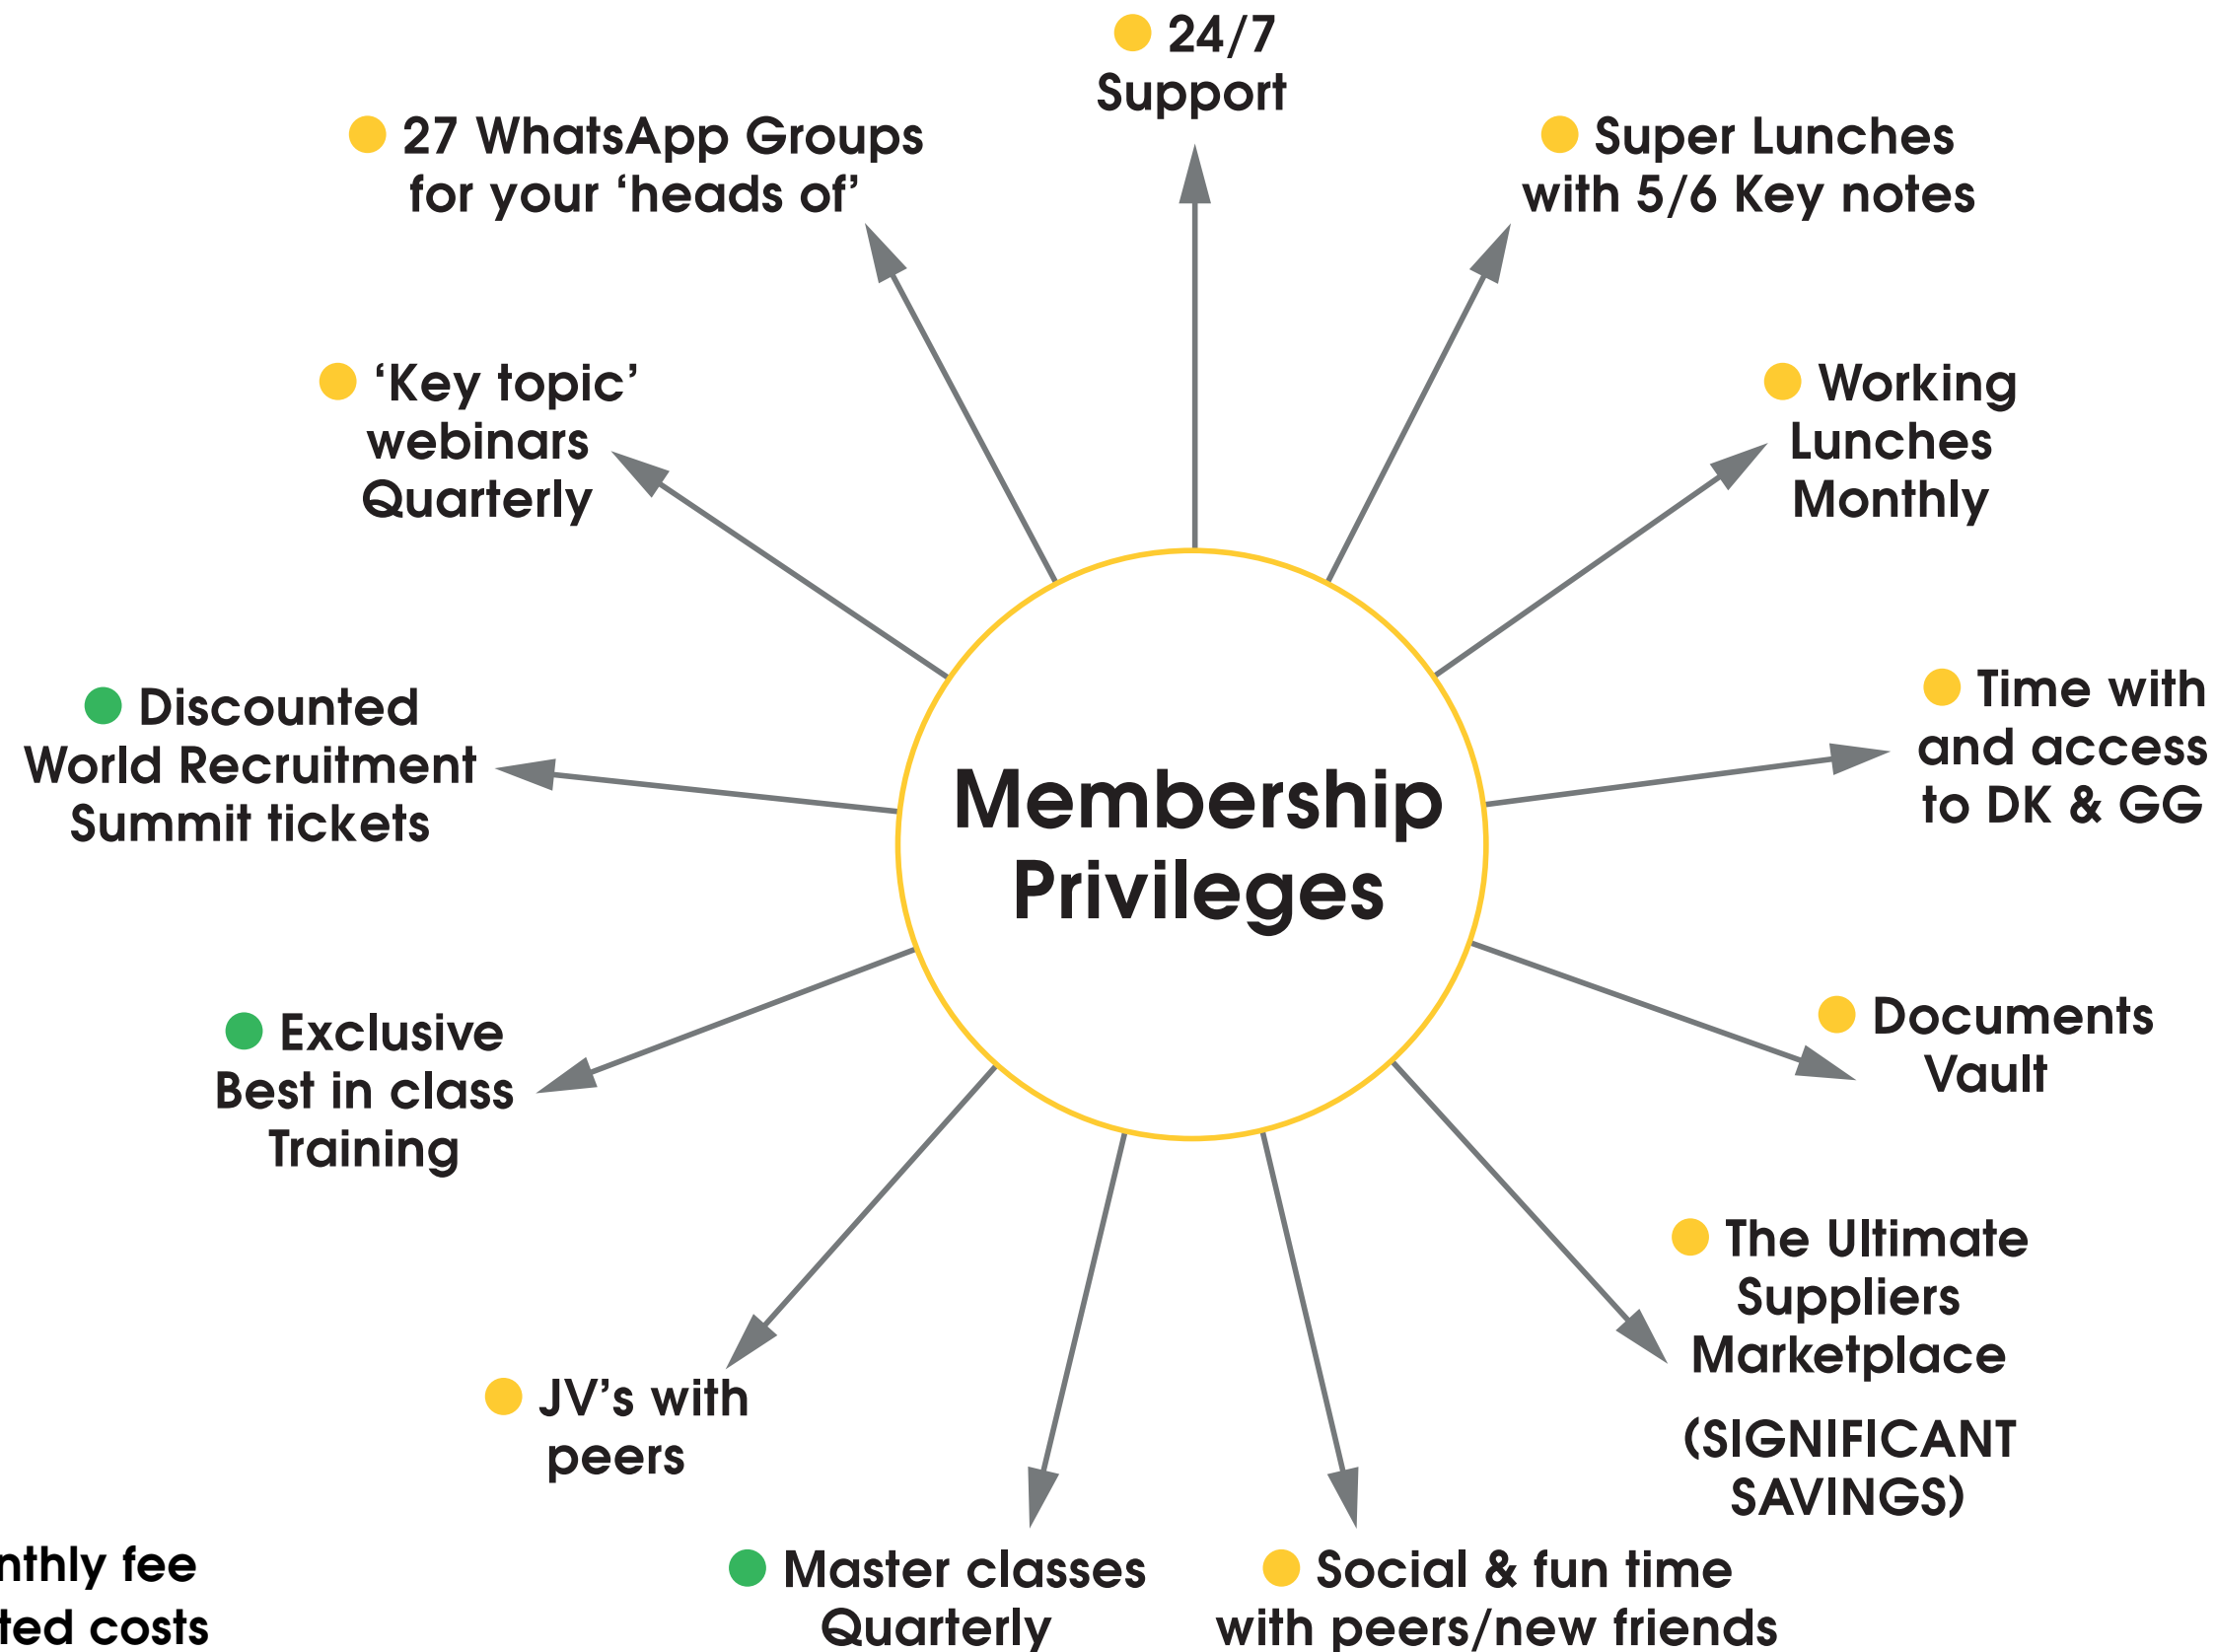 24/7
Support
27 WhatsApp Groups
for your ‘heads of’
Super Lunches
with 5/6 Key notes
‘Key topic’
webinars
Quarterly
Working
Lunches
Monthly
Discounted
World Recruitment
Summit tickets
Time with
and access
to DK & GG
Membership
Privileges
Exclusive
Best in class
Training
Documents
Vault
The Ultimate
Suppliers
Marketplace
(SIGNIFICANT
SAVINGS)
JV’s with
peers
Master classes
Quarterly
Social & fun time
with peers/new friends
fee
costs